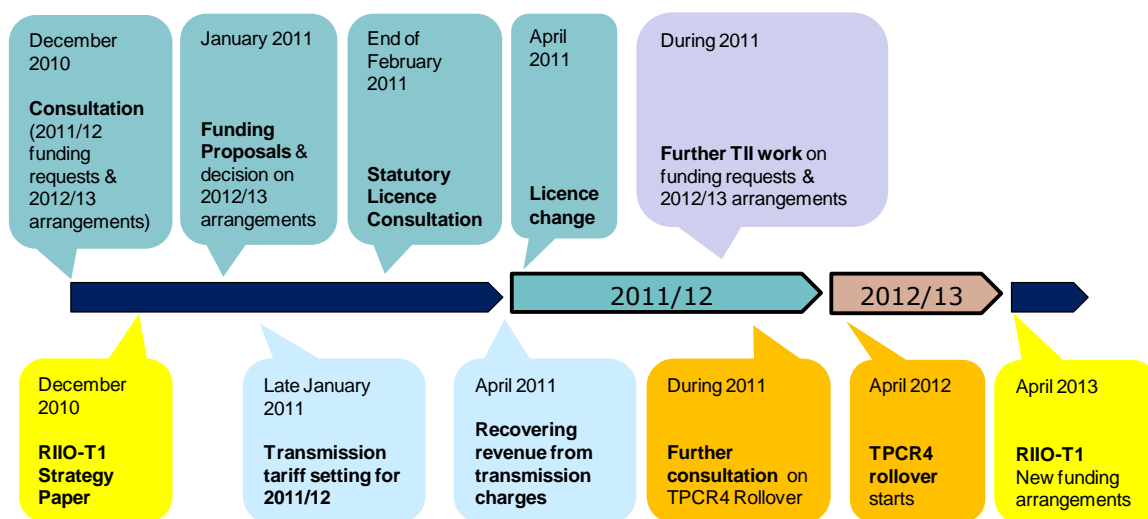 December
2010
Consultation
(2011/12
funding
requests &
2012/13
arrangements)
January 2011
Funding
Proposals &
decision on
2012/13
arrangements
End of
February
2011
Statutory
Licence
Consultation
April
2011
Licence
change
During 2011
Further TII work on
funding requests &
2012/13 arrangements
2011/12
2012/13
December
2010
RIIO-T1
Strategy
Paper
Late January
2011
Transmission
tariff setting for
2011/12
April 2011
Recovering
revenue from
transmission
charges
During 2011
Further
consultation on
TPCR4 Rollover
April 2012
TPCR4
rollover
starts
April 2013
RIIO-T1
New funding
arrangements